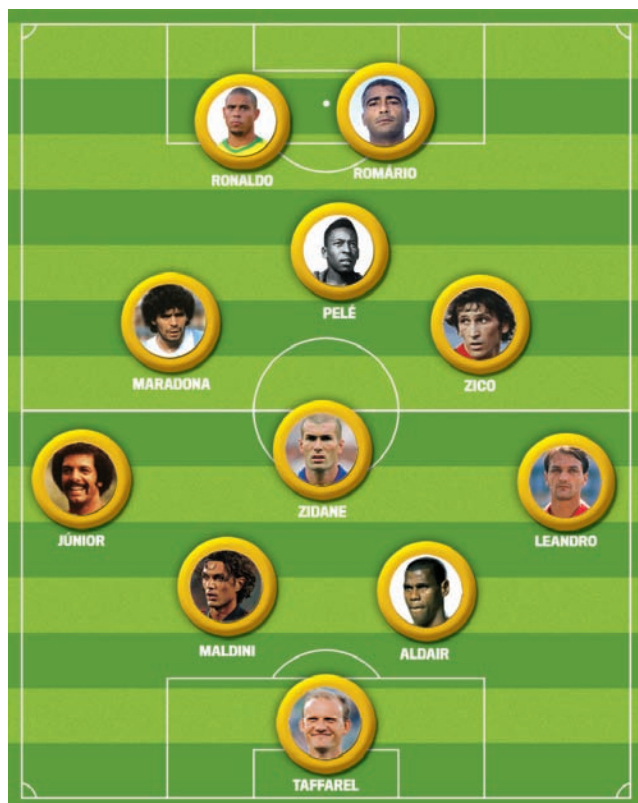 RONALDO
ROMÁRIO
PELÉ
MARADONA
ZICO
ZIDANE
JÚNIOR
LEANDRO
MALDINI
ALDAIR
TAFFAREL